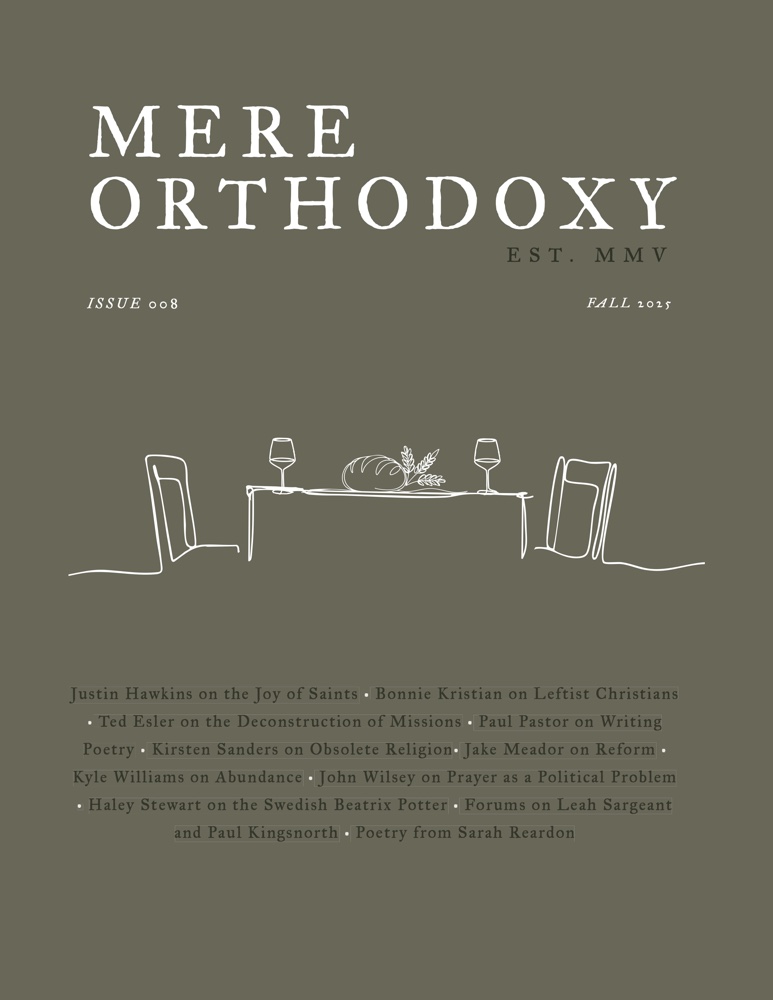 MERE
ORTHODOXY
EST. MMV
ISSUE 008
FALL 2025
Justin Hawkins on the Joy of Saints • Bonnie Kristian on Leftist Christians
• Ted Esler on the Deconstruction of Missions • Paul Pastor on Writing
Poetry • Kirsten Sanders on Obsolete Religion• Jake Meador on Reform •
Kyle Williams on Abundance • John Wilsey on Prayer as a Political Problem
• Haley Stewart on the Swedish Beatrix Potter • Forums on Leah Sargeant
and Paul Kingsnorth • Poetry from Sarah Reardon